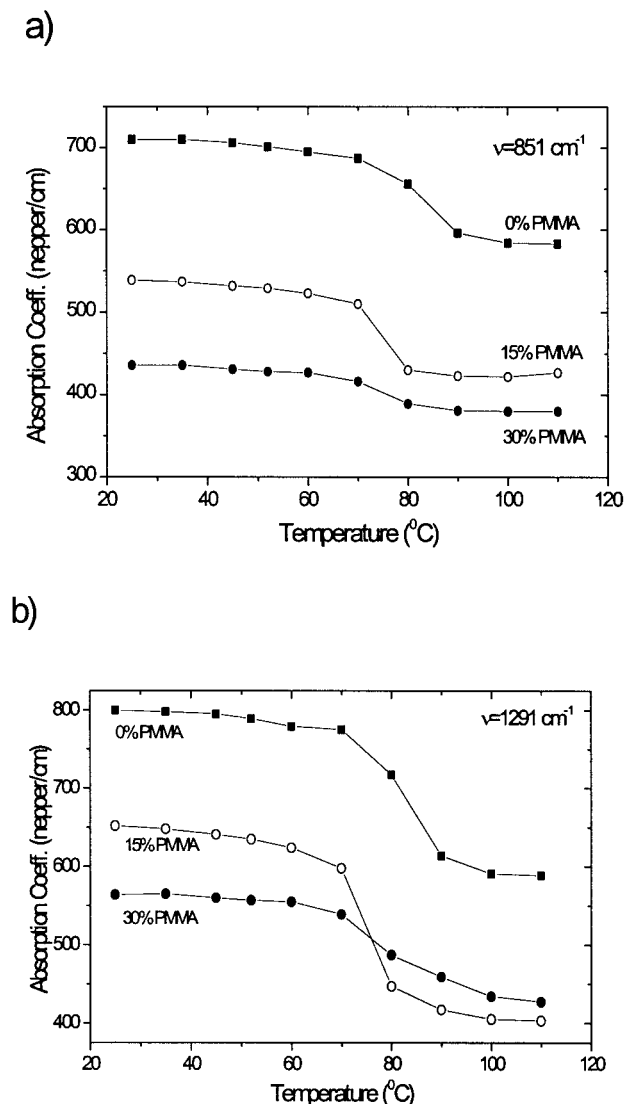 a)
700
600
500
400
300
ν=851 cm⁻¹
0% PMMA
15% PMMA
30% PMMA
Absorption Coeff. (nepper/cm)
20 40 60 80 100 120
Temperature (⁰C)
b)
800
700
600
500
400
ν=1291 cm⁻¹
0% PMMA
15% PMMA
30% PMMA
Absorption Coeff. (nepper/cm)
20 40 60 80 100 120
Temperature (⁰C)